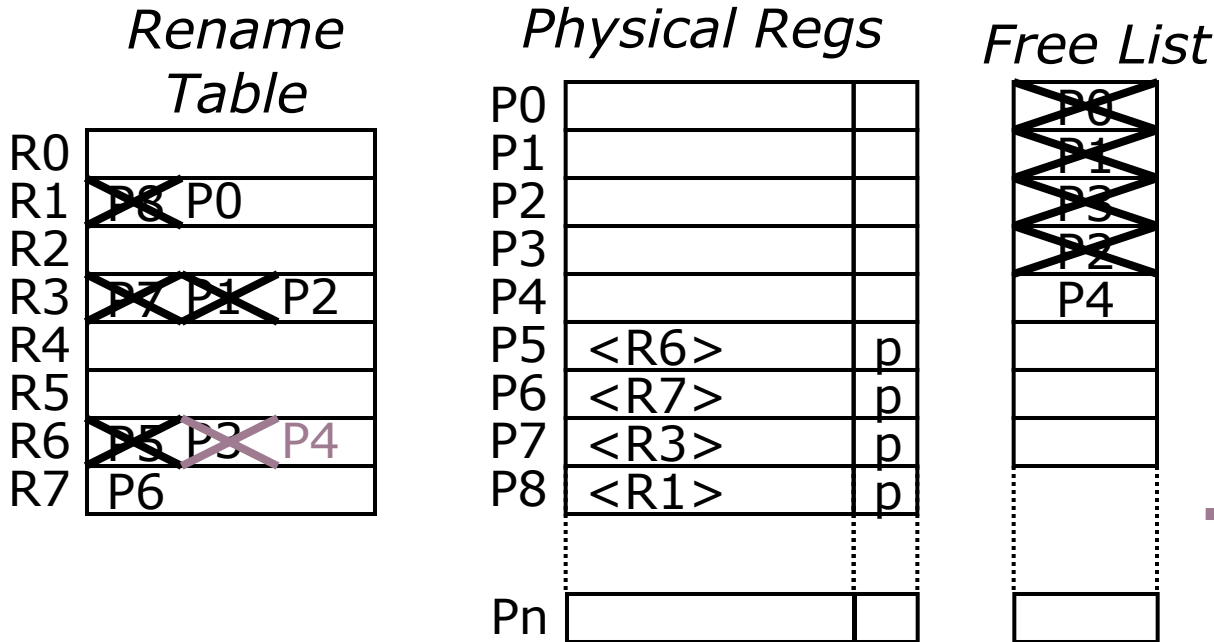 Rename
Table
R0
R1 P8 P0
R2
R3 P7 P1 P2
R4
R5
R6 P5 P3 P4
R7 P6
Physical Regs
P0
P1
P2
P3
P4
P5 <R6> p
P6 <R7> p
P7 <R3> p
P8 <R1> p
Pn
Free List
P0
P1
P3
P2
P4